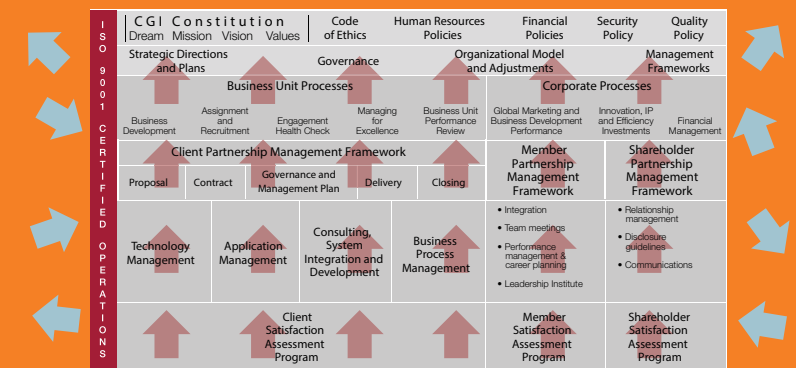 ISO 9001 CERTIFIED OPERATIONS
CGI Constitution
Dream Mission Vision Values
Code
of Ethics
Human Resources
Policies
Financial
Policies
Security
Policy
Quality
Policy
Strategic Directions
and Plans
Governance
Organizational Model
and Adjustments
Management
Frameworks
Business Unit Processes
Corporate Processes
Business
Development
Assignment
and
Recruitment
Engagement
Health Check
Managing
for
Excellence
Business Unit
Performance
Review
Global Marketing and
Business Development
Performance
Innovation, IP
and Efficiency
Investments
Financial
Management
Client Partnership Management Framework
Proposal
Contract
Governance and
Management Plan
Delivery
Closing
Member
Partnership
Management
Framework
Shareholder
Partnership
Management
Framework
Technology
Management
Application
Management
Consulting,
System
Integration and
Development
Business
Process
Management
• Integration
• Team meetings
• Performance
management &
career planning
• Leadership Institute
• Relationship
management
• Disclosure
guidelines
• Communications
Client
Satisfaction
Assessment
Program
Member
Satisfaction
Assessment
Program
Shareholder
Satisfaction
Assessment
Program